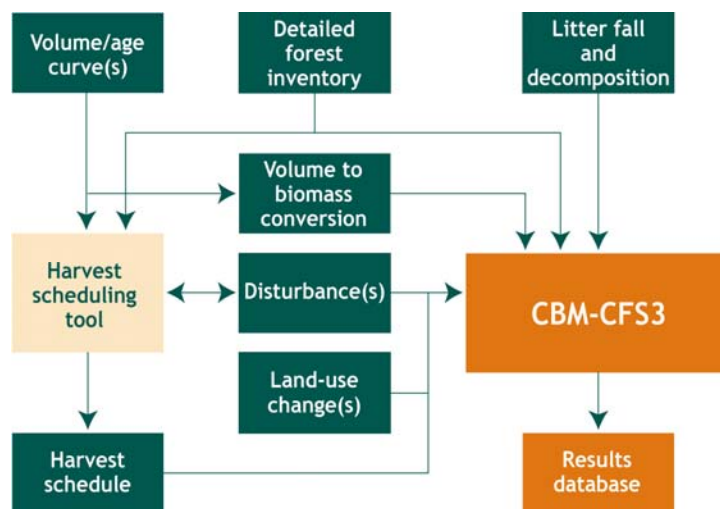 Volume/age
curve(s)
Detailed
forest
inventory
Litter fall
and
decomposition
Volume to
biomass
conversion
Harvest
scheduling
tool
Disturbance(s)
CBM-CFS3
Land-use
change(s)
Harvest
schedule
Results
database